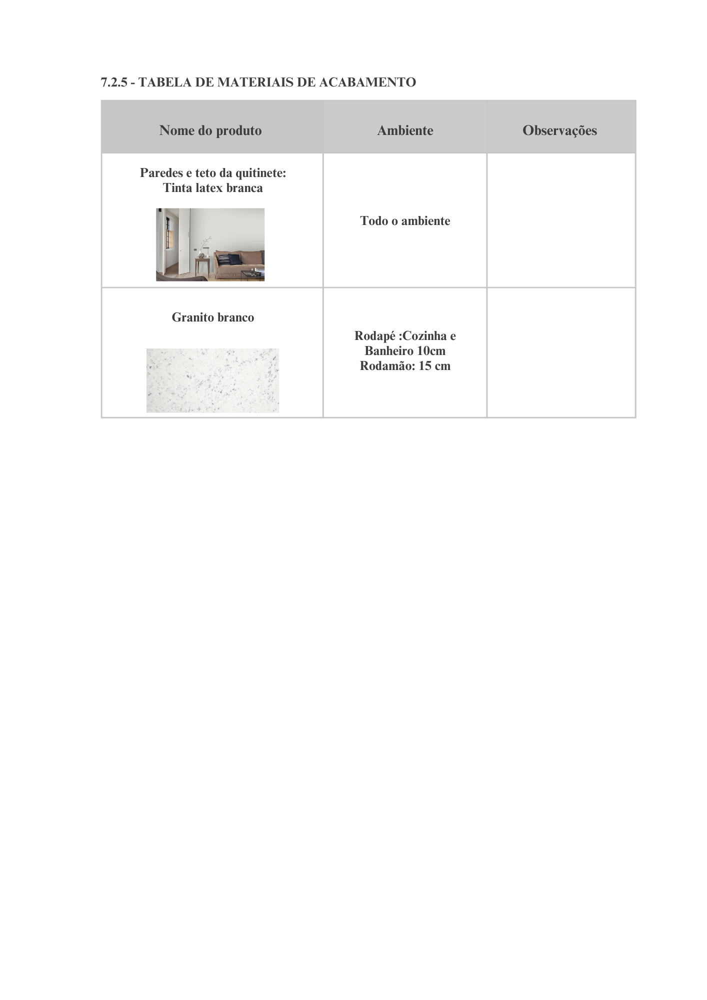 7.2.5 - TABELA DE MATERIAIS DE ACABAMENTO
Nome do produto
Ambiente
Observações
Paredes e teto da quitinete:
Tinta latex branca
Todo o ambiente
Granito branco
Rodapé :Cozinha e
Banheiro 10cm
Rodamão: 15 cm